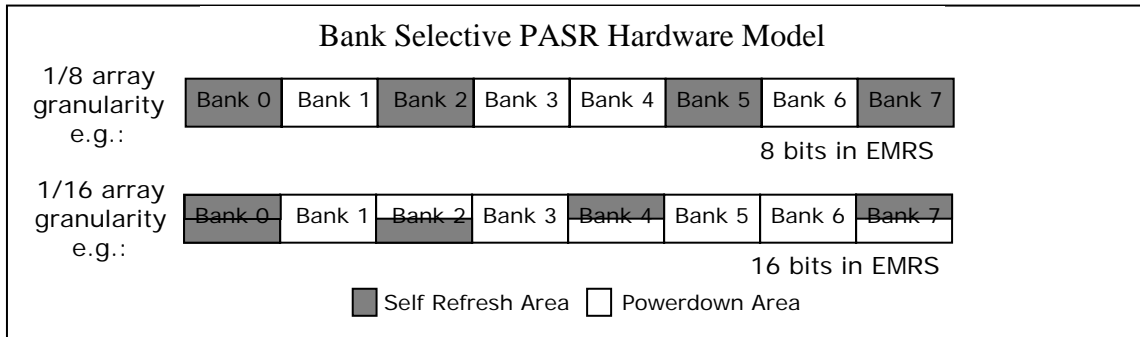 Bank Selective PASR Hardware Model
1/8 array
granularity
e.g.:
Bank 0 Bank 1 Bank 2 Bank 3 Bank 4 Bank 5 Bank 6 Bank 7
8 bits in EMRS
1/16 array
granularity
e.g.:
Bank 0 Bank 1 Bank 2 Bank 3 Bank 4 Bank 5 Bank 6 Bank 7
16 bits in EMRS
Self Refresh Area Powerdown Area